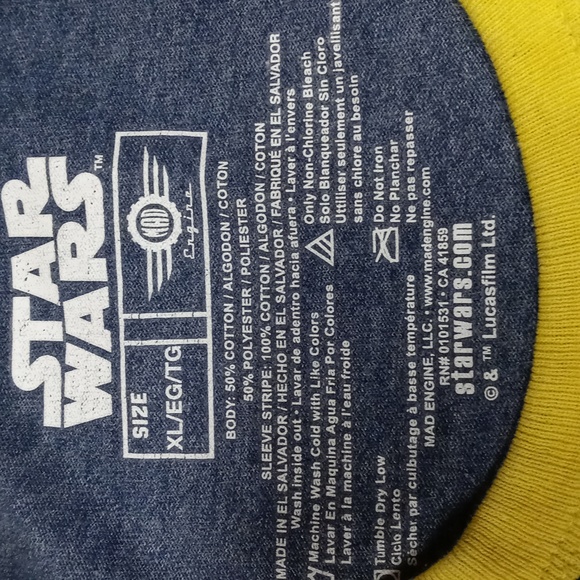 STAR
WARS™
SIZE
XL/EG/TG
MAD
Engine
BODY: 50% COTTON / ALGODON / COTON
50% POLYESTER / POLIESTER
SLEEVE STRIPE: 100% COTTON / ALGODON / COTON
MADE IN EL SALVADOR / HECHO EN EL SALVADOR / FABRIQUÉ EN EL SALVADOR
Wash inside out • Lavar de adentro hacia afuera • Laver à l'envers
Machine Wash Cold with Like Colors
Lavar En Maquina Agua Fria Por Colores
Laver à la machine à l'eau froide
Only Non-Chlorine Bleach
Solo Blanqueador Sin Cloro
Uttiliser seulement un javellisant
sans chlore au besoin
Tumble Dry Low
Ciclo Lento
Sécher par culbutage à basse température
Do Not Iron
No Planchar
Ne pas repasser
MAD ENGINE, LLC. • www.madengine.com
RN# 0101531 • CA 41859
starwars.com
© & ™ Lucasfilm Ltd.